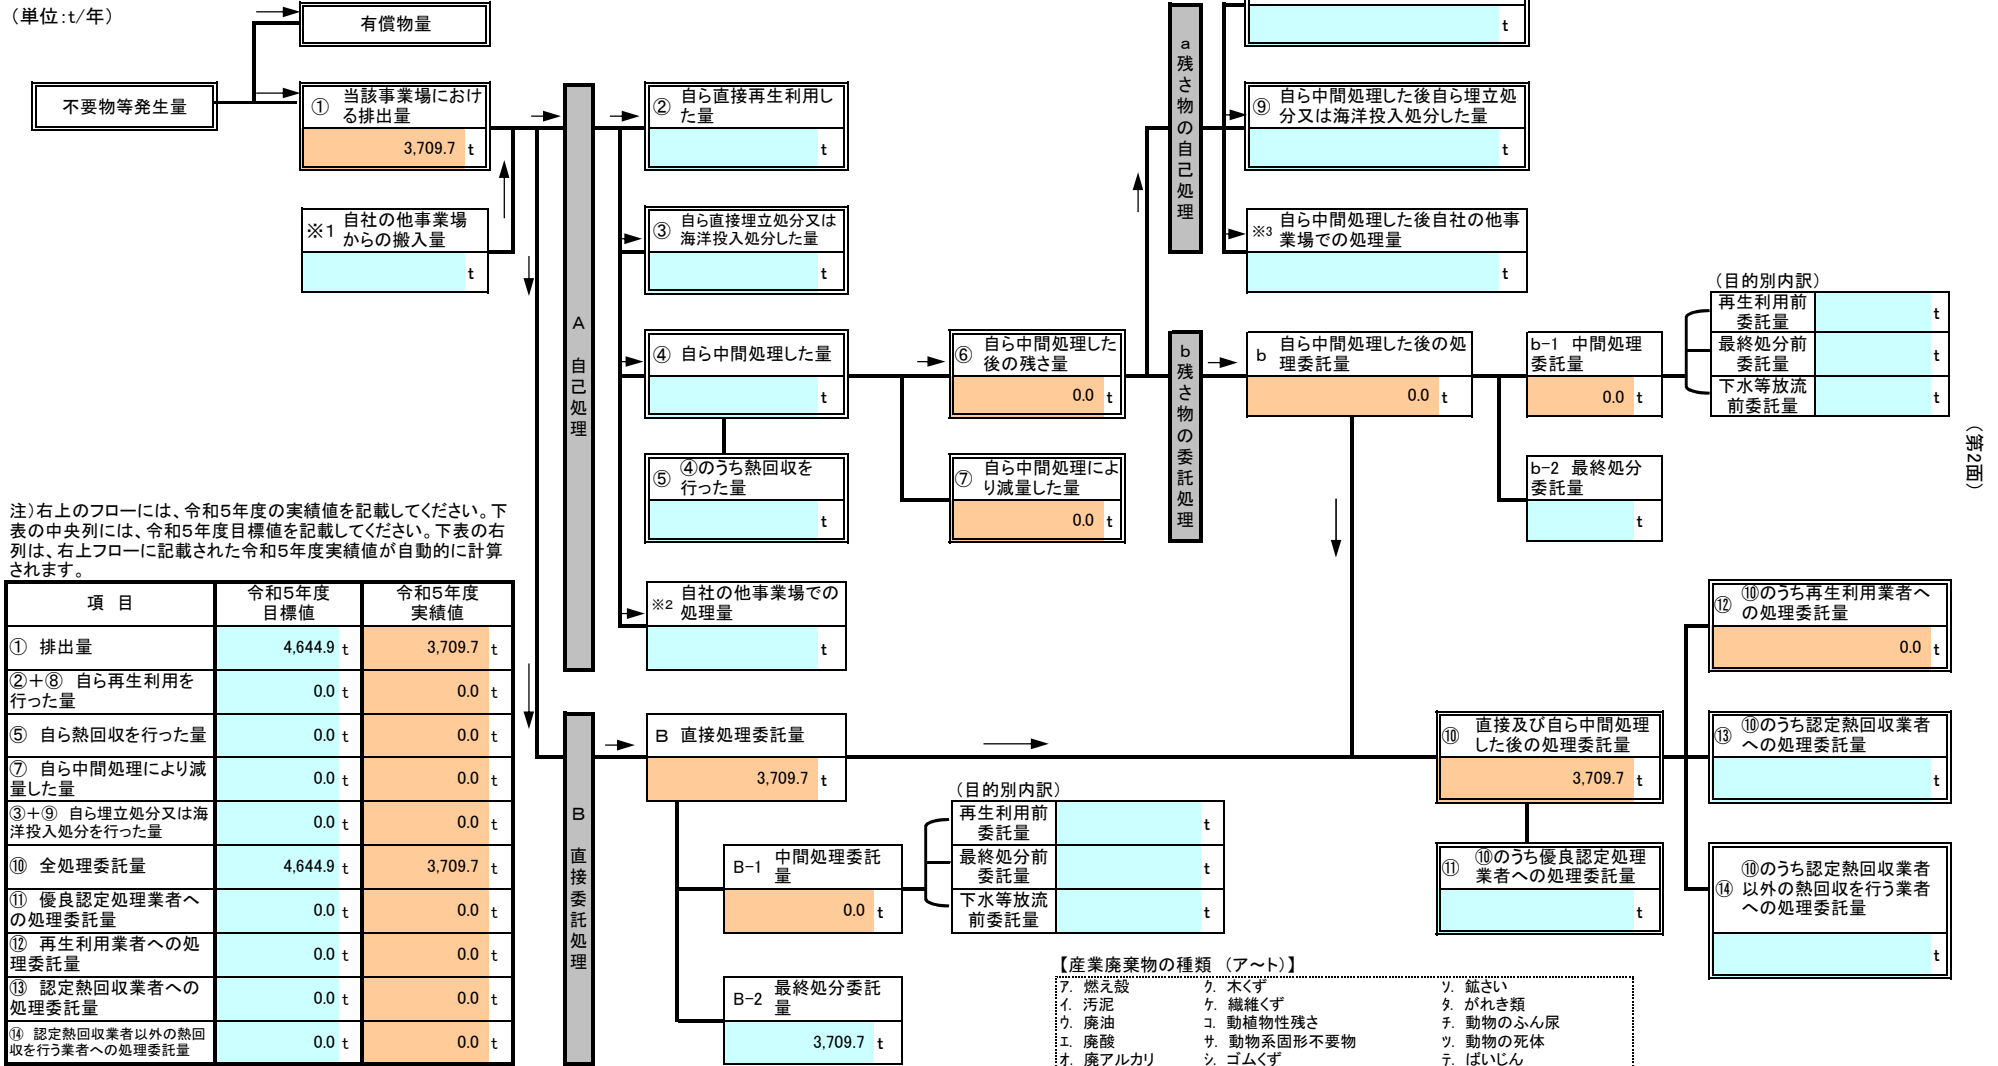 （単位:t/年）
有償物量
不要物等発生量
① 当該事業場におけ
る排出量
3,709.7 t
※1 自社の他事業場
からの搬入量
t
A 自己処理
② 自ら直接再生利用し
た量
t
③ 自ら直接埋立処分又は
海洋投入処分した量
t
④ 自ら中間処理した量
t
⑤ ④のうち熱回収を
行った量
t
※2 自社の他事業場での
処理量
t
⑥ 自ら中間処理した
後の残さ量
0.0 t
⑦ 自ら中間処理によ
り減量した量
0.0 t
a 残さ物の自己処理
t
⑨ 自ら中間処理した後自ら埋立処
分又は海洋投入処分した量
t
※3 自ら中間処理した後自社の他事
業場での処理量
t
b 残さ物の委託処理
b 自ら中間処理した後の処
理委託量
0.0 t
b-1 中間処理
委託量
0.0 t
b-2 最終処分
委託量
t
（目的別内訳）
再生利用前
委託量
t
最終処分前
委託量
t
下水等放流
前委託量
t
（第2面）
注）右上のフローには、令和5年度の実績値を記載してください。下
表の中央列には、令和5年度目標値を記載してください。下表の右
列は、右上フローに記載された令和5年度実績値が自動的に計算
されます。
項 目 令和5年度 目標値 令和5年度 実績値
① 排出量 4,644.9 t 3,709.7 t
②＋⑧ 自ら再生利用を
行った量 0.0 t 0.0 t
⑤ 自ら熱回収を行った量 0.0 t 0.0 t
⑦ 自ら中間処理により減
量した量 0.0 t 0.0 t
③＋⑨ 自ら埋立処分又は海
洋投入処分を行った量 0.0 t 0.0 t
⑩ 全処理委託量 4,644.9 t 3,709.7 t
⑪ 優良認定処理業者へ
の処理委託量 0.0 t 0.0 t
⑫ 再生利用業者への処
理委託量 0.0 t 0.0 t
⑬ 認定熱回収業者への
処理委託量 0.0 t 0.0 t
⑭ 認定熱回収業者以外の熱回
収を行う業者への処理委託量 0.0 t 0.0 t
B 直接委託処理
B 直接処理委託量
3,709.7 t
B-1 中間処理委託
量
0.0 t
B-2 最終処分委託
量
3,709.7 t
（目的別内訳）
再生利用前
委託量
t
最終処分前
委託量
t
下水等放流
前委託量
t
⑩ 直接及び自ら中間処理
した後の処理委託量
3,709.7 t
⑪ ⑩のうち優良認定処理
業者への処理委託量
t
⑫ ⑩のうち再生利用業者へ
の処理委託量
0.0 t
⑬ ⑩のうち認定熱回収業者
への処理委託量
t
⑭ ⑩のうち認定熱回収業者
以外の熱回収を行う業者
への処理委託量
t
【産業廃棄物の種類 （ア～ト）】
ア. 燃え殻 ク. 木くず ソ. 鉱さい
イ. 汚泥 ケ. 繊維くず タ. がれき類
ウ. 廃油 コ. 動植物性残さ チ. 動物のふん尿
エ. 廃酸 サ. 動物系固形不要物 ツ. 動物の死体
オ. 廃アルカリ シ. ゴムくず テ. ばいじん